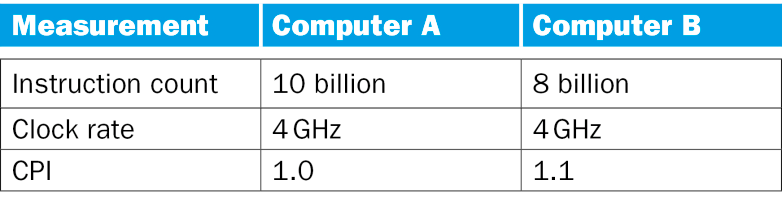 Measurement Computer A Computer B
Instruction count 10 billion 8 billion
Clock rate 4 GHz 4 GHz
CPI 1.0 1.1